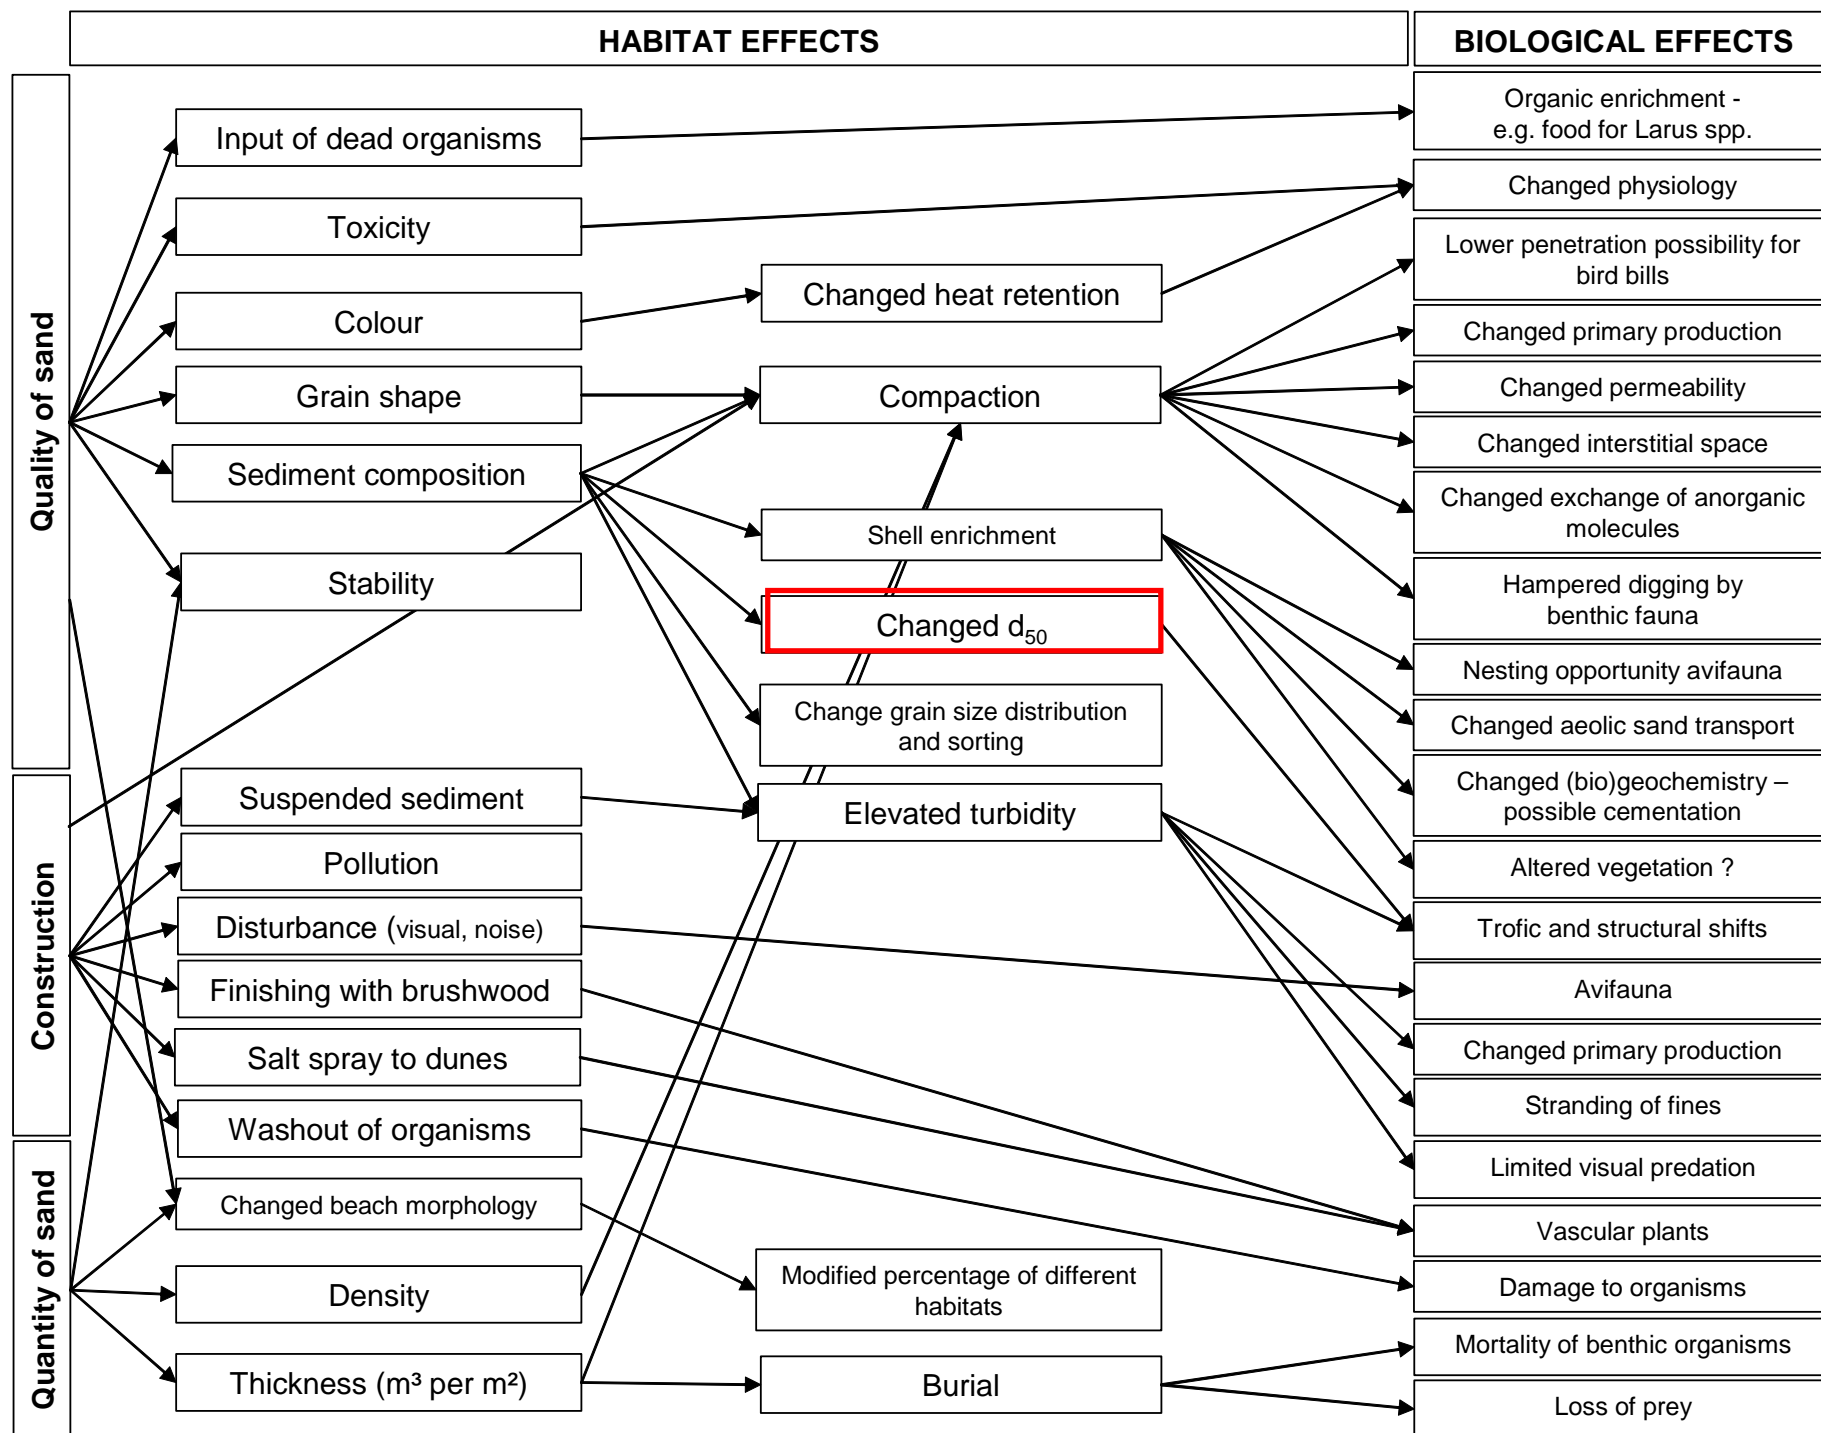 HABITAT EFFECTS
BIOLOGICAL EFFECTS
Quality of sand
Construction
Quantity of sand
Input of dead organisms
Toxicity
Colour
Grain shape
Sediment composition
Stability
Suspended sediment
Pollution
Disturbance (visual, noise)
Finishing with brushwood
Salt spray to dunes
Washout of organisms
Changed beach morphology
Density
Thickness (m³ per m²)
Changed heat retention
Compaction
Shell enrichment
Changed d₅₀
Change grain size distribution
and sorting
Elevated turbidity
Modified percentage of different
habitats
Burial
Organic enrichment -
e.g. food for Larus spp.
Changed physiology
Lower penetration possibility for
bird bills
Changed primary production
Changed permeability
Changed interstitial space
Changed exchange of anorganic
molecules
Hampered digging by
benthic fauna
Nesting opportunity avifauna
Changed aeolic sand transport
Changed (bio)geochemistry –
possible cementation
Altered vegetation ?
Trofic and structural shifts
Avifauna
Changed primary production
Stranding of fines
Limited visual predation
Vascular plants
Damage to organisms
Mortality of benthic organisms
Loss of prey